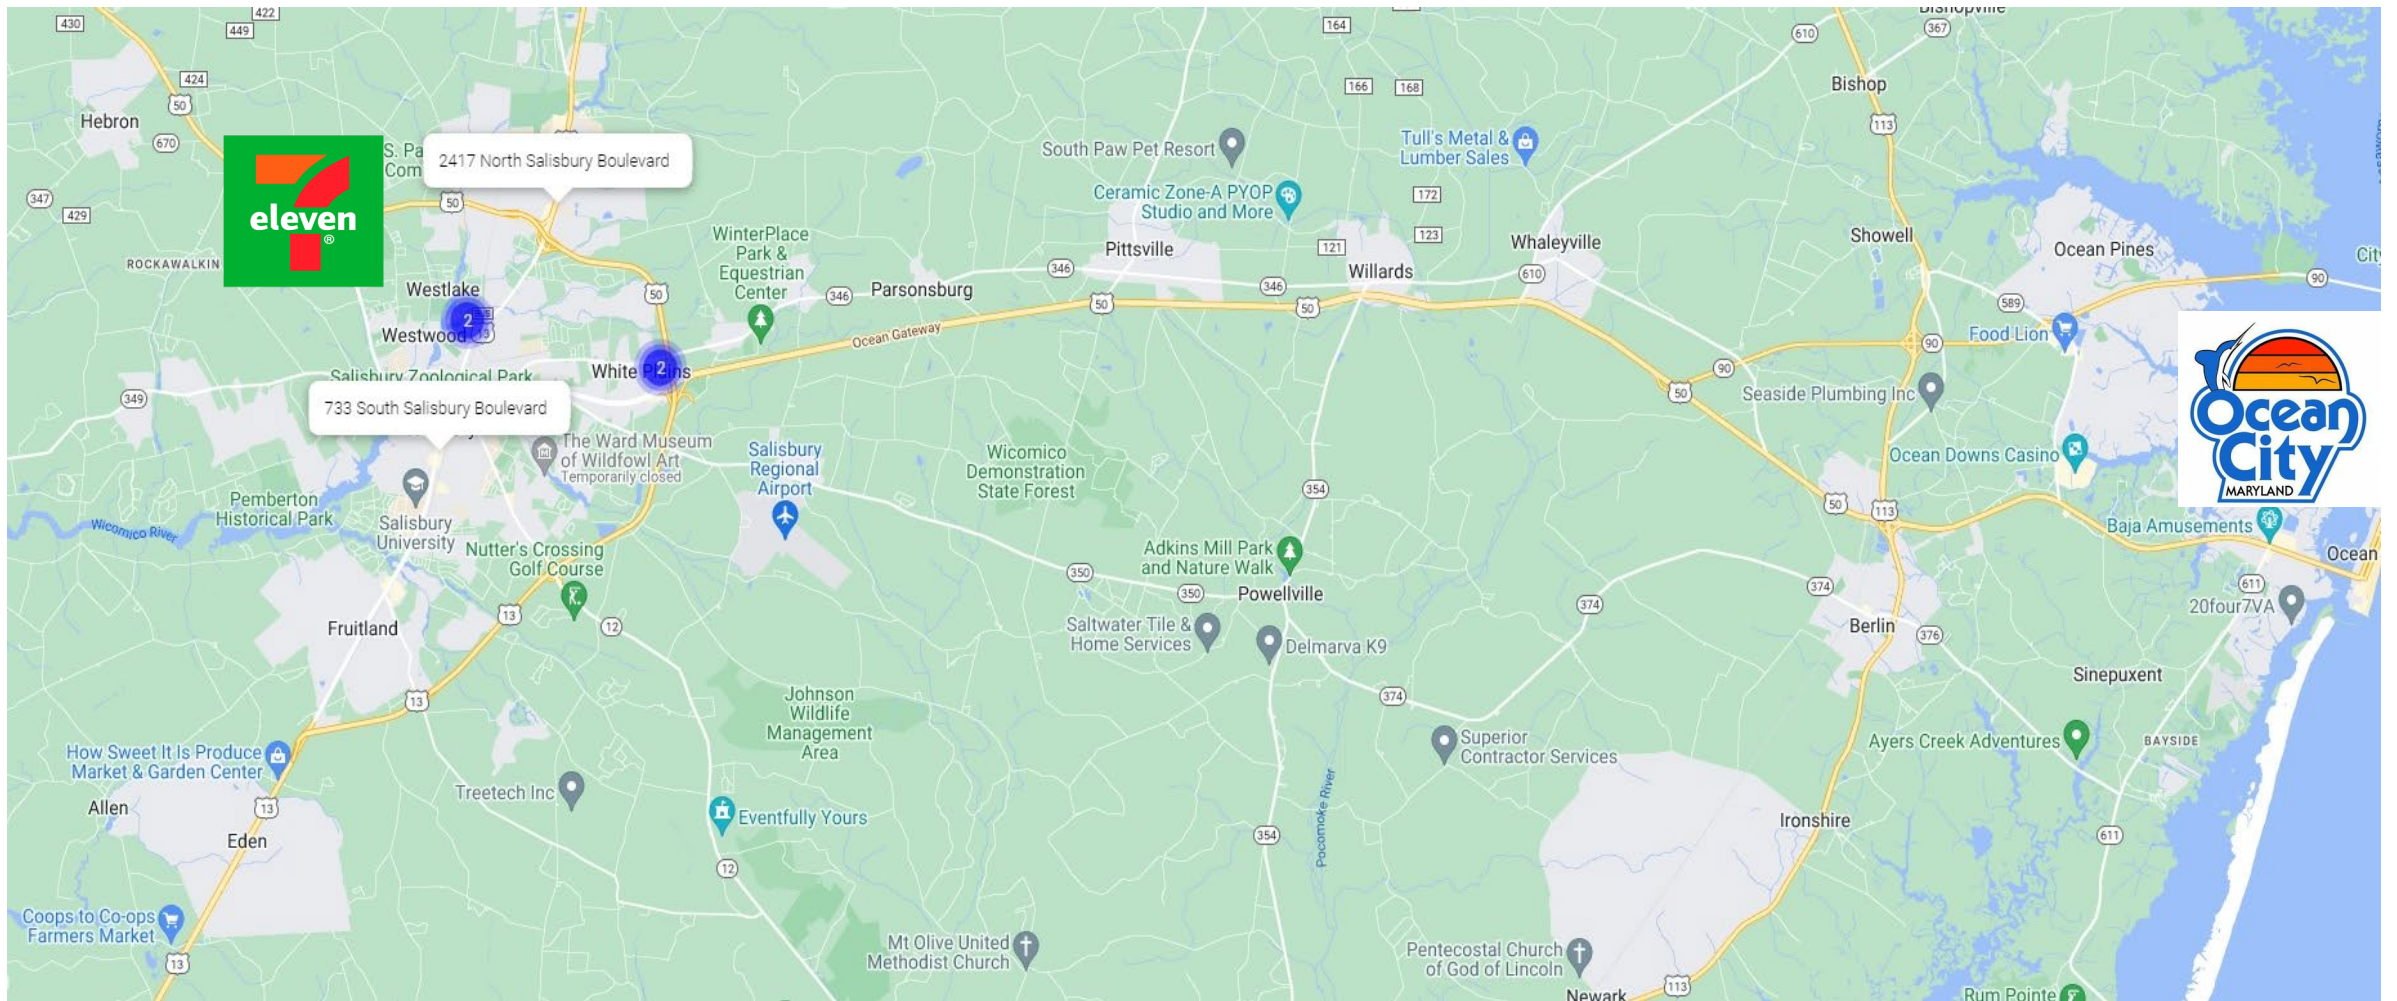 430
422
449
424
50
Hebron
670
347
429
S. Pa
Com
2417 North Salisbury Boulevard
7
eleven
®
50
ROCKAWALKIN
Westlake
2
Westwood
13
50
WinterPlace
Park &
Equestrian
Center
346
Parsonsburg
Ocean Gateway
White Plains
2
Salisbury Zoological Park
349
733 South Salisbury Boulevard
The Ward Museum
of Wildfowl Art
Temporarily closed
Salisbury
Regional
Airport
Pemberton
Historical Park
Wicomico River
Salisbury
University
Nutter's Crossing
Golf Course
Fruitland
13
12
13
How Sweet It Is Produce
Market & Garden Center
Allen
13
Eden
Treetech Inc
Eventfully Yours
12
Coops to Co-ops
Farmers Market
13
Johnson
Wildlife
Management
Area
Mt Olive United
Methodist Church
164
166
168
South Paw Pet Resort
Tull's Metal &
Lumber Sales
Ceramic Zone-A PYOP
Studio and More
172
123
121
Pittsville
346
50
346
Willards
50
Whaleyville
610
610
Wicomico
Demonstration
State Forest
354
Adkins Mill Park
and Nature Walk
350
350
Powellville
Saltwater Tile &
Home Services
Delmarva K9
374
374
374
Superior
Contractor Services
354
Pocomoke River
Pentecostal Church
of God of Lincoln
Newark
113
Bishopville
367
Bishop
113
Showell
Ocean Pines
City
90
589
Food Lion
90
90
50
Seaside Plumbing Inc
Ocean Downs Casino
Ocean
City
MARYLAND
50
113
Baja Amusements
Ocean
611
20four7VA
Berlin
376
Sinepuxent
Ayers Creek Adventures
BAYSIDE
Ironshire
611
Rum Pointe